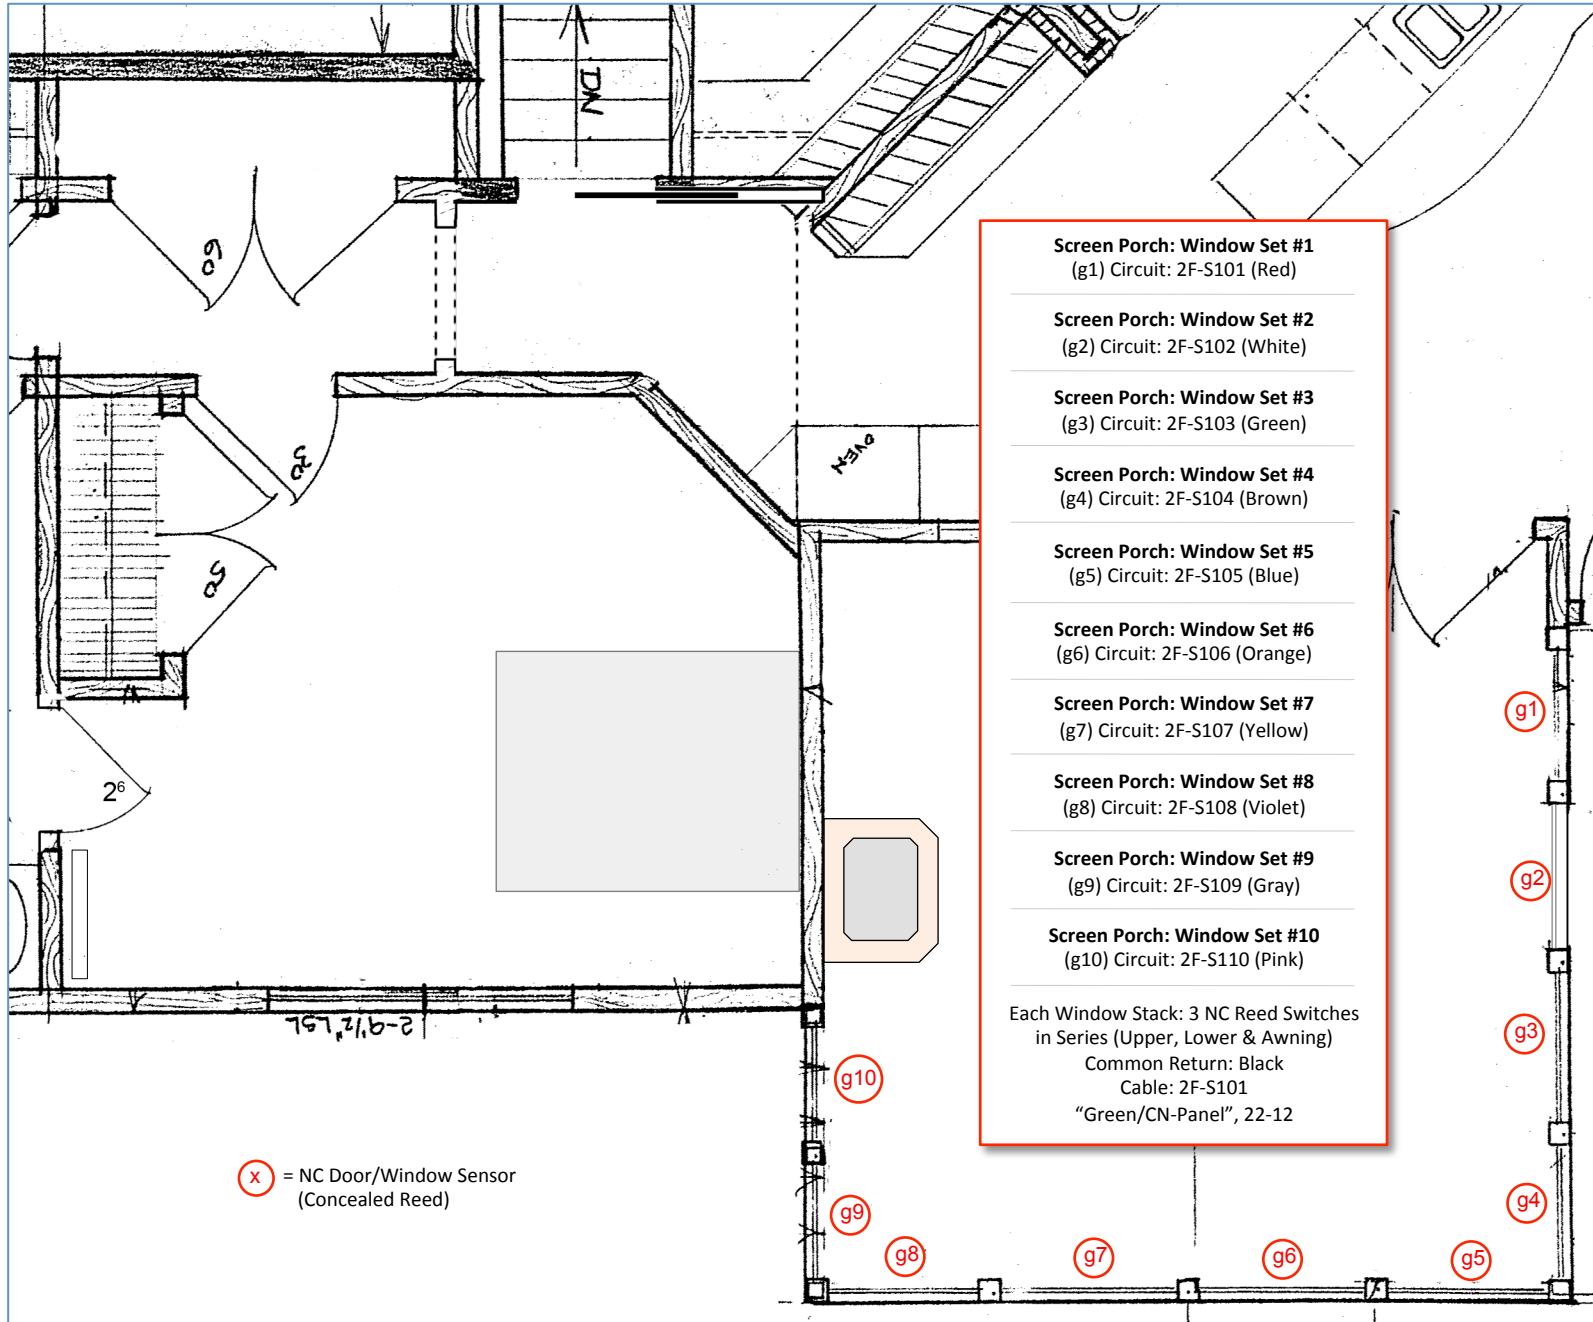 DN
60
Screen Porch: Window Set #1
(g1) Circuit: 2F-S101 (Red)
Screen Porch: Window Set #2
(g2) Circuit: 2F-S102 (White)
Screen Porch: Window Set #3
(g3) Circuit: 2F-S103 (Green)
Screen Porch: Window Set #4
(g4) Circuit: 2F-S104 (Brown)
Screen Porch: Window Set #5
(g5) Circuit: 2F-S105 (Blue)
Screen Porch: Window Set #6
(g6) Circuit: 2F-S106 (Orange)
Screen Porch: Window Set #7
(g7) Circuit: 2F-S107 (Yellow)
Screen Porch: Window Set #8
(g8) Circuit: 2F-S108 (Violet)
Screen Porch: Window Set #9
(g9) Circuit: 2F-S109 (Gray)
Screen Porch: Window Set #10
(g10) Circuit: 2F-S110 (Pink)
Each Window Stack: 3 NC Reed Switches
in Series (Upper, Lower & Awning)
Common Return: Black
Cable: 2F-S101
“Green/CN-Panel”, 22-12
30
OVEN
50
2⁶
2-9½" LSL
g1
g2
g3
g4
g5
g6
g7
g8
g9
g10
x = NC Door/Window Sensor
(Concealed Reed)